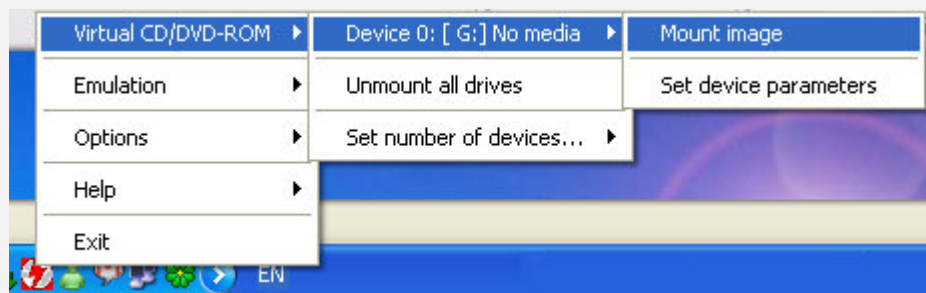 Virtual CD/DVD-ROM
Device 0: [ G:] No media
Mount image
Emulation
Unmount all drives
Set device parameters
Options
Set number of devices...
Help
Exit
EN